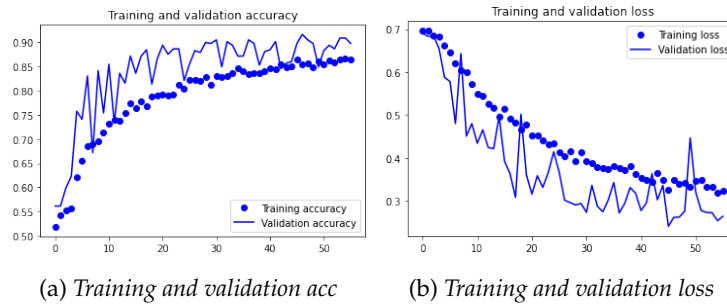 Training and validation accuracy
0.90
0.85
0.80
0.75
0.70
0.65
0.60
0.55
0.50
0 10 20 30 40 50
Training accuracy
Validation accuracy
(a) Training and validation acc
Training and validation loss
0.7
0.6
0.5
0.4
0.3
0 10 20 30 40 50
Training loss
Validation loss
(b) Training and validation loss